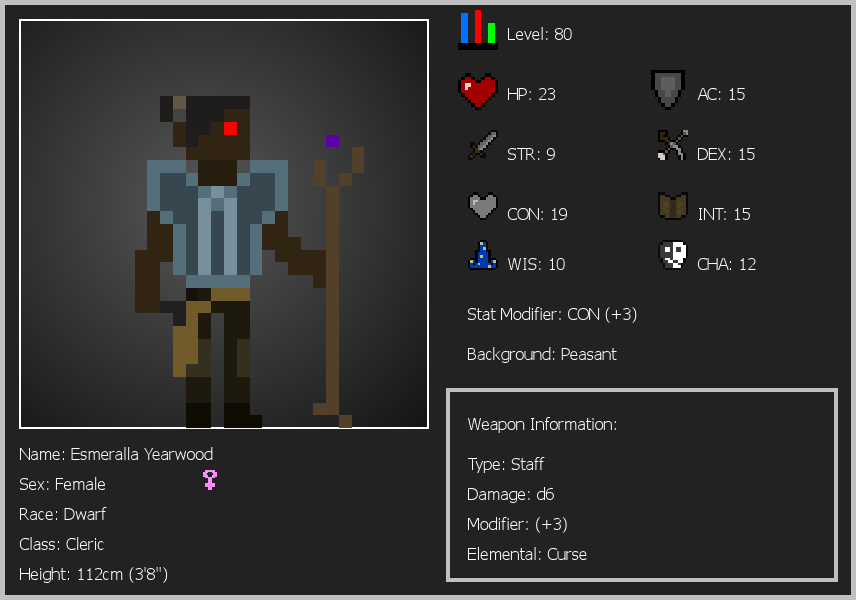 Level: 80
HP: 23
AC: 15
STR: 9
DEX: 15
CON: 19
INT: 15
WIS: 10
CHA: 12
Stat Modifier: CON (+3)
Background: Peasant
Weapon Information:
Type: Staff
Damage: d6
Modifier: (+3)
Elemental: Curse
Name: Esmeralla Yearwood
Sex: Female
Race: Dwarf
Class: Cleric
Height: 112cm (3'8")